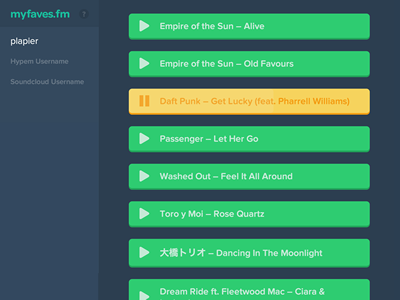 myfaves.fm ?
plapier
Hypem Username
Soundcloud Username
Empire of the Sun – Alive
Empire of the Sun – Old Favours
Daft Punk – Get Lucky (feat. Pharrell Williams)
Passenger – Let Her Go
Washed Out – Feel It All Around
Toro y Moi – Rose Quartz
大橋トリオ – Dancing In The Moonlight
Dream Ride ft. Fleetwood Mac – Clara &